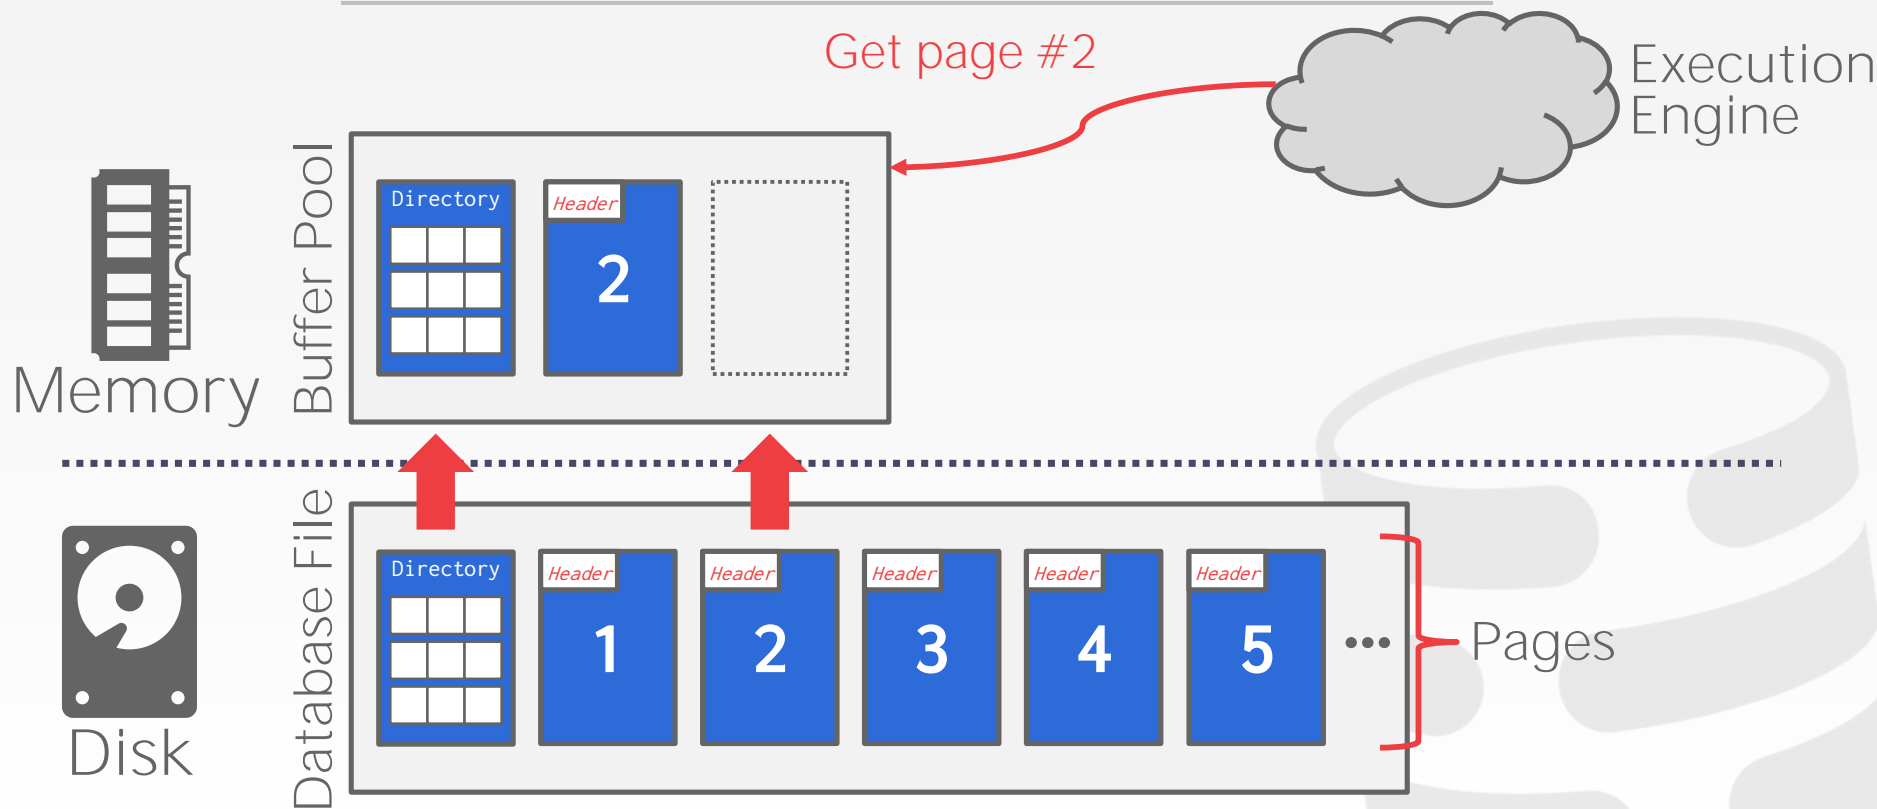 Get page #2
Execution
Engine
Memory
Buffer Pool
Directory
Header
2
Disk
Database File
Directory
Header
1
Header
2
Header
3
Header
4
Header
5
...
Pages